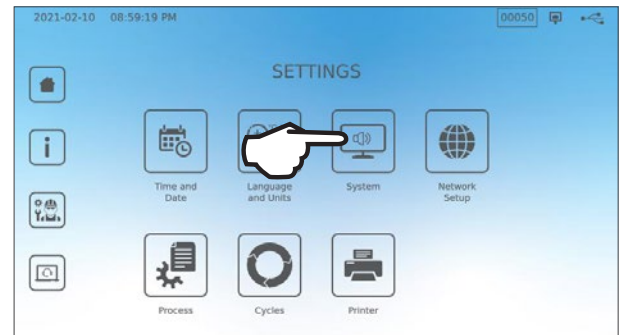 2021-02-10 08:59:19 PM 00050
SETTINGS
Time and
Date
Language
and Units
System
Network
Setup
Process
Cycles
Printer